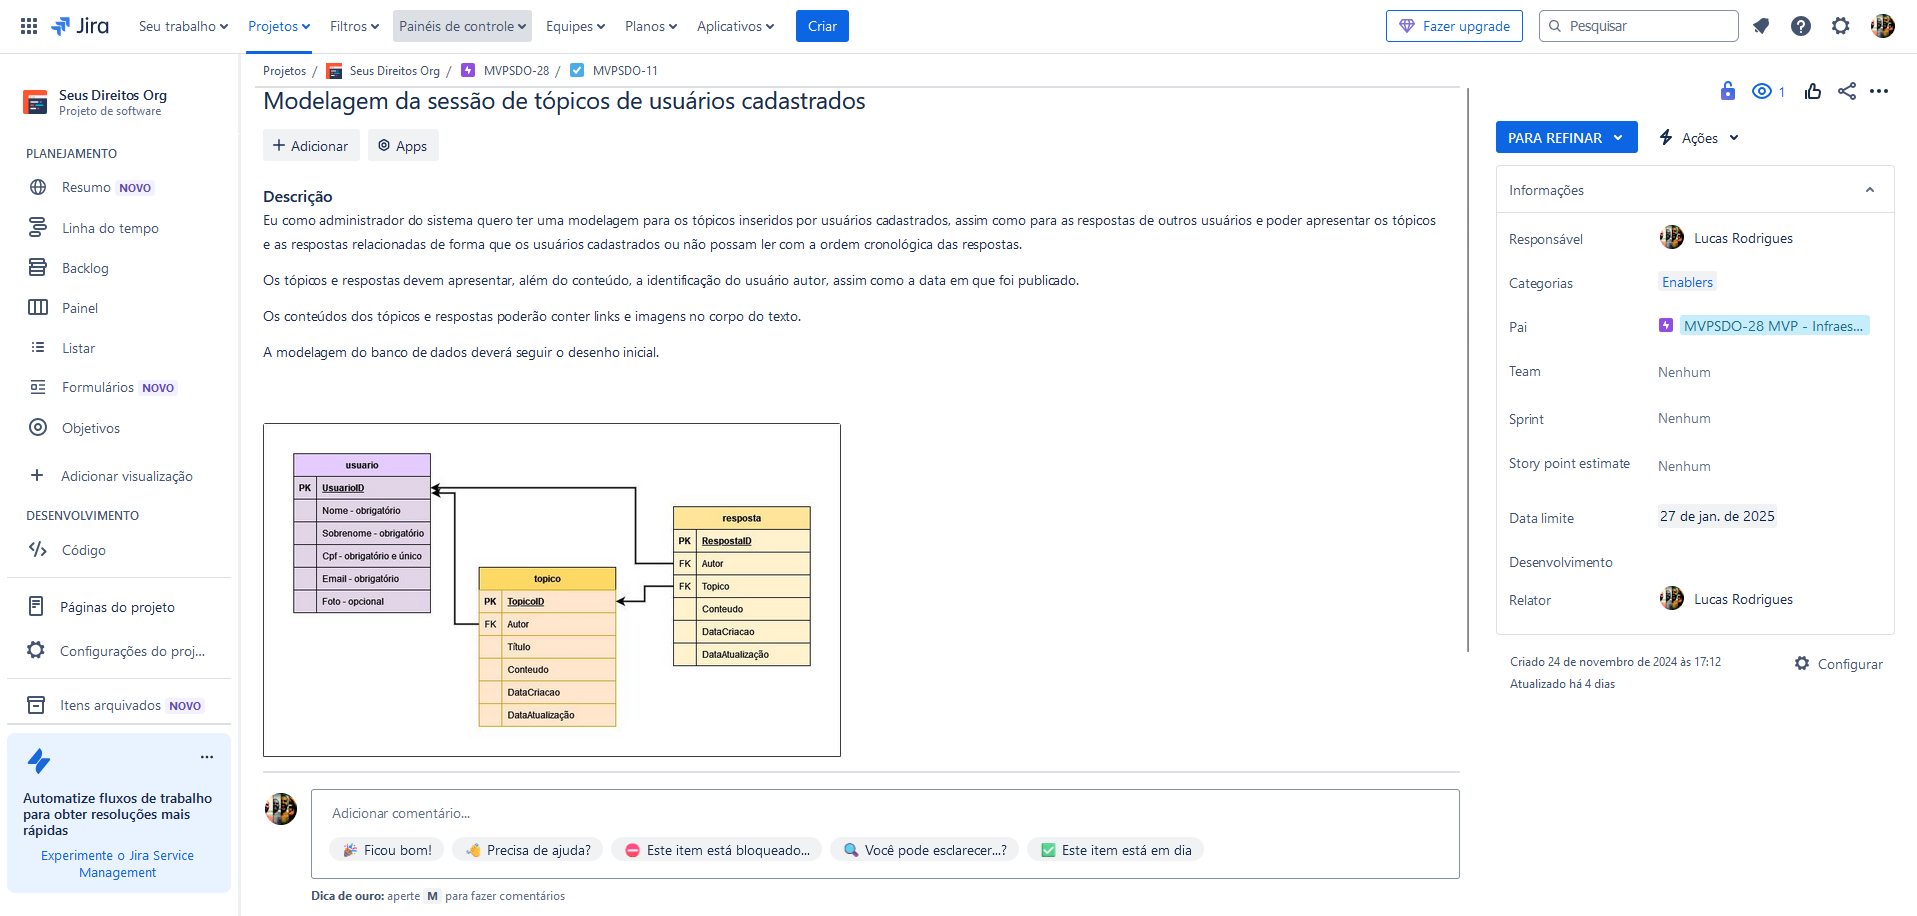 Jira
Seu trabalho
Projetos
Filtros
Painéis de controle
Equipes
Planos
Aplicativos
Criar
Fazer upgrade
Pesquisar
Seus Direitos Org
Projeto de software
PLANEJAMENTO
Resumo NOVO
Linha do tempo
Backlog
Painel
Listar
Formulários NOVO
Objetivos
Adicionar visualização
DESENVOLVIMENTO
Código
Páginas do projeto
Configurações do proj...
Itens arquivados NOVO
Automatize fluxos de trabalho
para obter resoluções mais
rápidas
Experimente o Jira Service
Management
Projetos / Seus Direitos Org / MVPSDO-28 / MVPSDO-11
Modelagem da sessão de tópicos de usuários cadastrados
Adicionar
Apps
Descrição
Eu como administrador do sistema quero ter uma modelagem para os tópicos inseridos por usuários cadastrados, assim como para as respostas de outros usuários e poder apresentar os tópicos
e as respostas relacionadas de forma que os usuários cadastrados ou não possam ler com a ordem cronológica das respostas.
Os tópicos e respostas devem apresentar, além do conteúdo, a identificação do usuário autor, assim como a data em que foi publicado.
Os conteúdos dos tópicos e respostas poderão conter links e imagens no corpo do texto.
A modelagem do banco de dados deverá seguir o desenho inicial.
usuario
PK UsuarioID
Nome - obrigatório
Sobrenome - obrigatório
Cpf - obrigatório e único
Email - obrigatório
Foto - opcional
topico
PK TopicoID
FK Autor
Título
Conteudo
DataCriacao
DataAtualização
resposta
PK RespostaID
FK Autor
FK Topico
Conteudo
DataCriacao
DataAtualização
Adicionar comentário...
Ficou bom!
Precisa de ajuda?
Este item está bloqueado...
Você pode esclarecer...?
Este item está em dia
Dica de ouro: aperte M para fazer comentários
1
PARA REFINAR
Ações
Informações
Responsável Lucas Rodrigues
Categorias Enablers
Pai MVPSDO-28 MVP - Infraes...
Team Nenhum
Sprint Nenhum
Story point estimate Nenhum
Data limite 27 de jan. de 2025
Desenvolvimento
Relator Lucas Rodrigues
Criado 24 de novembro de 2024 às 17:12
Atualizado há 4 dias
Configurar